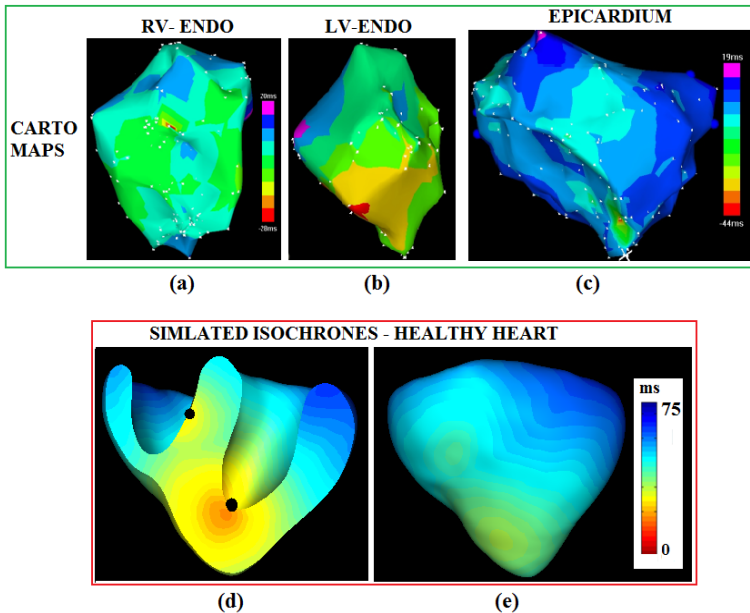 RV- ENDO LV-ENDO EPICARDIUM
CARTO
MAPS
20ms
-20ms
19ms
-44ms
(a) (b) (c)
SIMLATED ISOCHRONES - HEALTHY HEART
ms
75
0
(d) (e)